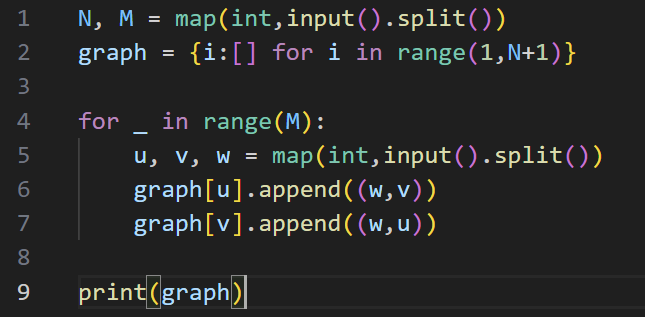 1 N, M = map(int,input().split())
2 graph = {i:[] for i in range(1,N+1)}
3
4 for _ in range(M):
5     u, v, w = map(int,input().split())
6     graph[u].append((w,v))
7     graph[v].append((w,u))
8
9 print(graph)